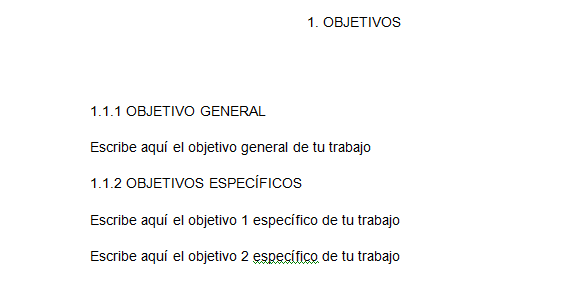 1. OBJETIVOS
1.1.1 OBJETIVO GENERAL
Escribe aquí el objetivo general de tu trabajo
1.1.2 OBJETIVOS ESPECÍFICOS
Escribe aquí el objetivo 1 específico de tu trabajo
Escribe aquí el objetivo 2 específico de tu trabajo